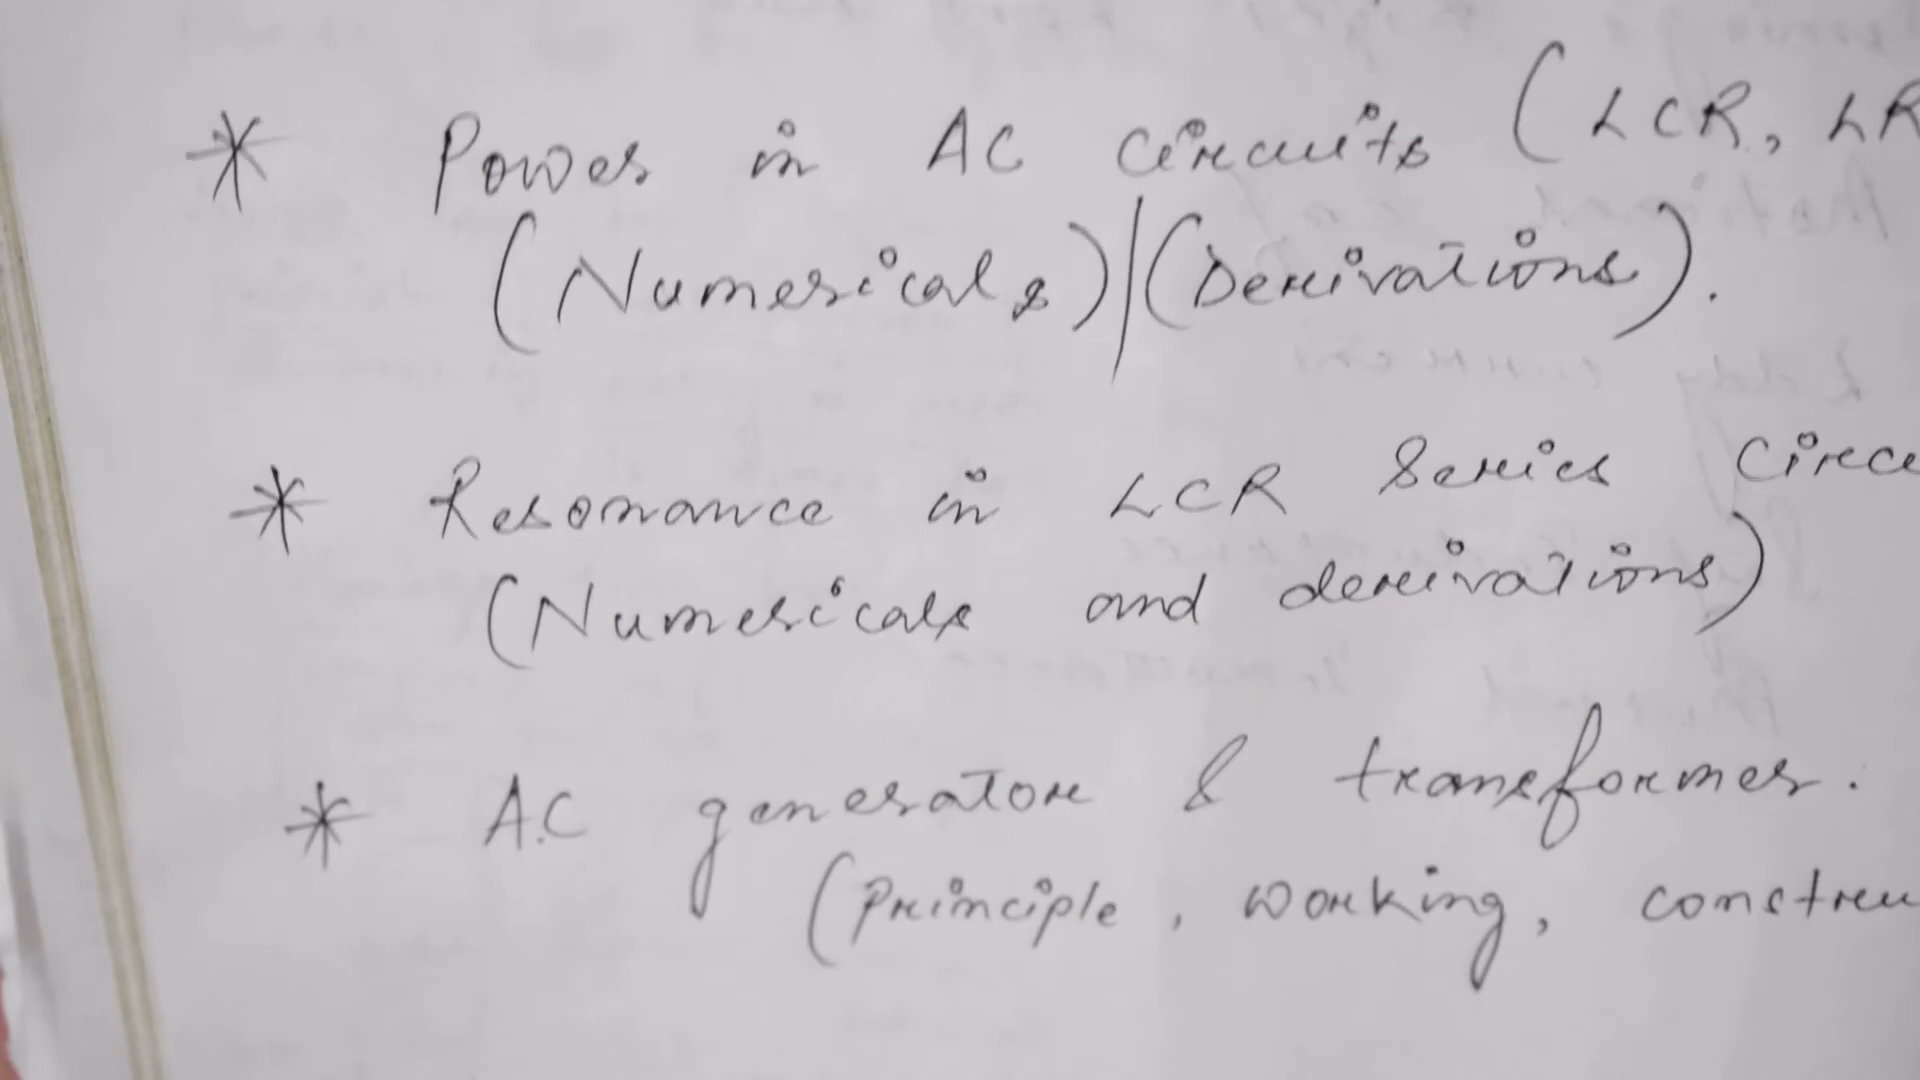 * Power in AC circuits (LCR, LR
(Numericals)/(Derivations).
* Resonance in LCR Series Circu
(Numericals and derivations)
* A.C generator & transformer.
(Principle, working, constru